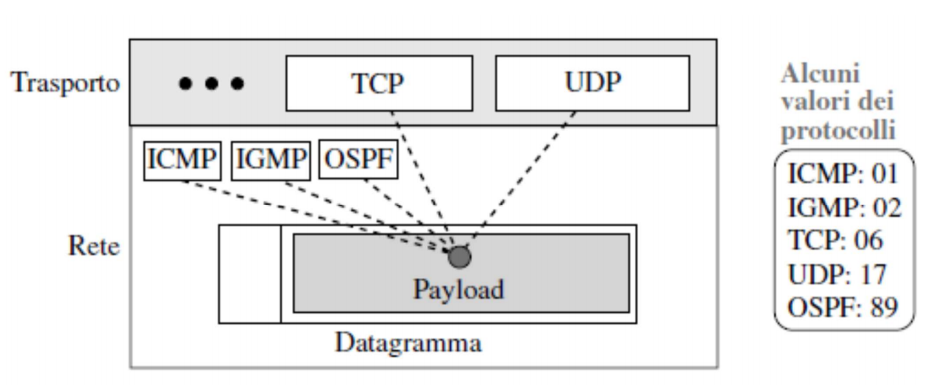 Trasporto
TCP
UDP
ICMP
IGMP
OSPF
Rete
Payload
Datagramma
Alcuni
valori dei
protocolli
ICMP: 01
IGMP: 02
TCP: 06
UDP: 17
OSPF: 89